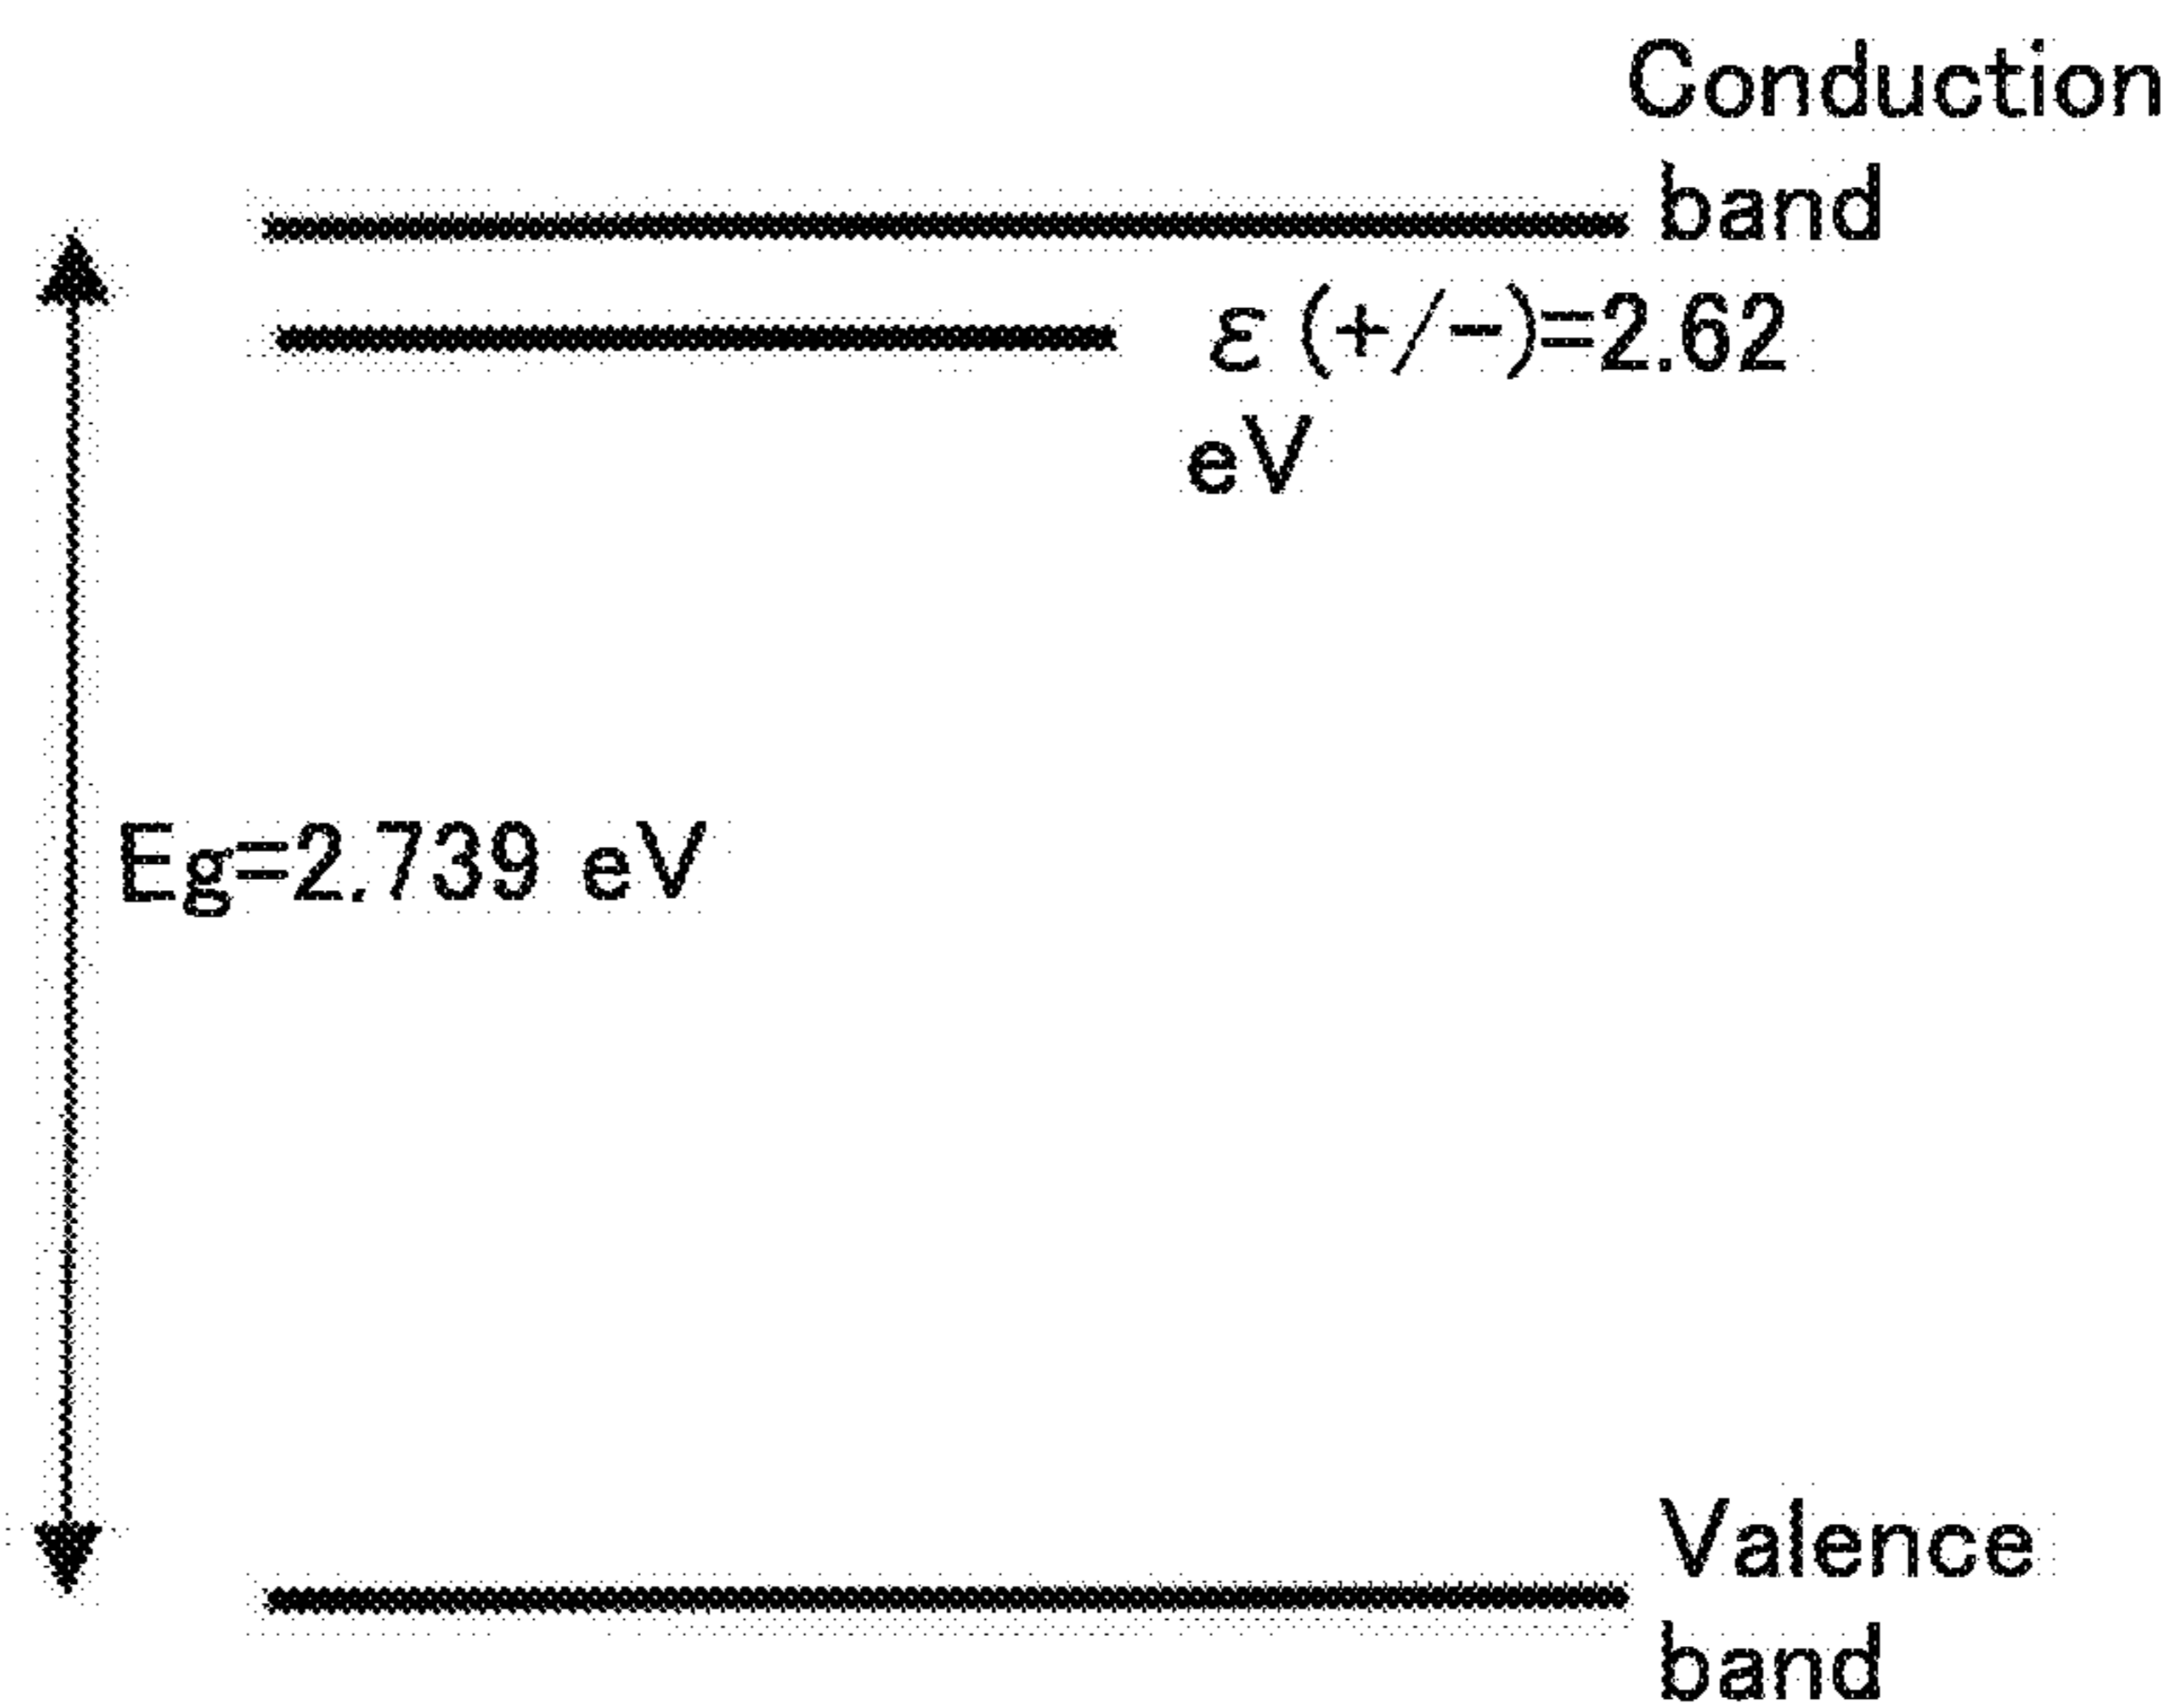 Conduction
band
ε (+/−)=2.62
eV
Eg=2.739 eV
Valence
band